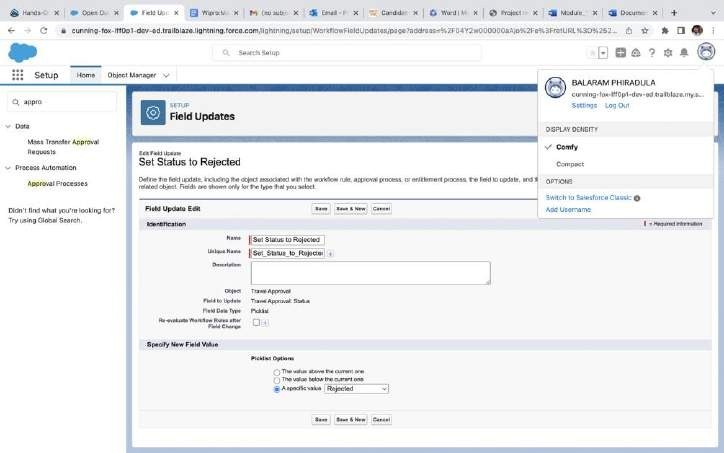 Hands-O
Open Du
Field Upd
Wipro:Ma
(no subje
Email - P
Candidat
Word | M
Project re
Module_
Documen
cunning-fox-lff0p1-dev-ed.trailblaze.lightning.force.com/lightning/setup/WorkflowFieldUpdates/page?address=%2F04Y2w000000aAjo%2Fe%3FretURL%3D%252...
Search Setup
Setup
Home
Object Manager
appro
Data
Mass Transfer Approval
Requests
Process Automation
Approval Processes
Didn't find what you're looking for?
Try using Global Search.
SETUP
Field Updates
BALARAM PHIRADULA
cunning-fox-lff0p1-dev-ed.trailblaze.my.s...
Settings
Log Out
DISPLAY DENSITY
Comfy
Compact
OPTIONS
Switch to Salesforce Classic
Add Username
Edit Field Update
Set Status to Rejected
Define the field update, including the object associated with the workflow rule, approval process, or entitlement process, the field to update, and
related object. Fields are shown only for the type that you select.
Field Update Edit
Save
Save & New
Cancel
Identification
= Required Information
Name
Set Status to Rejected
Unique Name
Set_Status_to_Rejected
Description
Object
Travel Approval
Field to Update
Travel Approval: Status
Field Data Type
Picklist
Re-evaluate Workflow Rules after
Field Change
Specify New Field Value
Picklist Options
The value above the current one
The value below the current one
A specific value
Rejected
Save
Save & New
Cancel